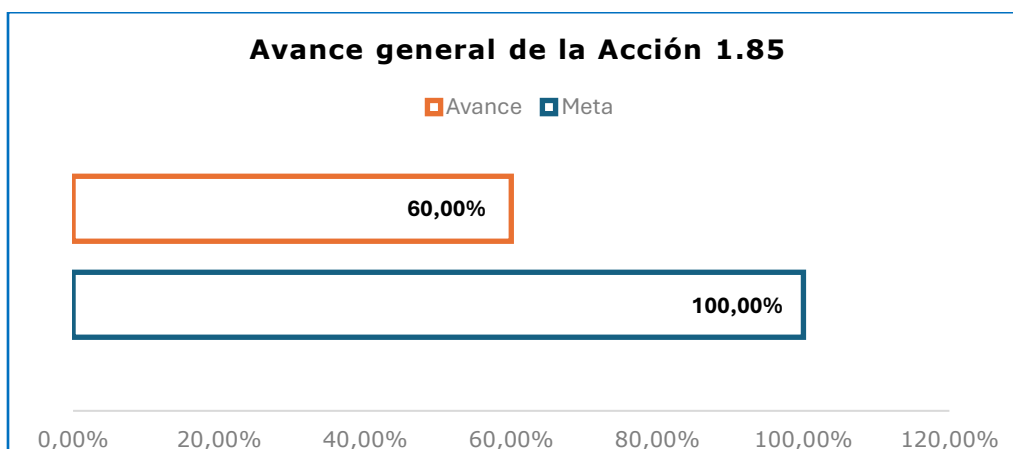 Avance general de la Acción 1.85
Avance Meta
60,00%
100,00%
0,00% 20,00% 40,00% 60,00% 80,00% 100,00% 120,00%